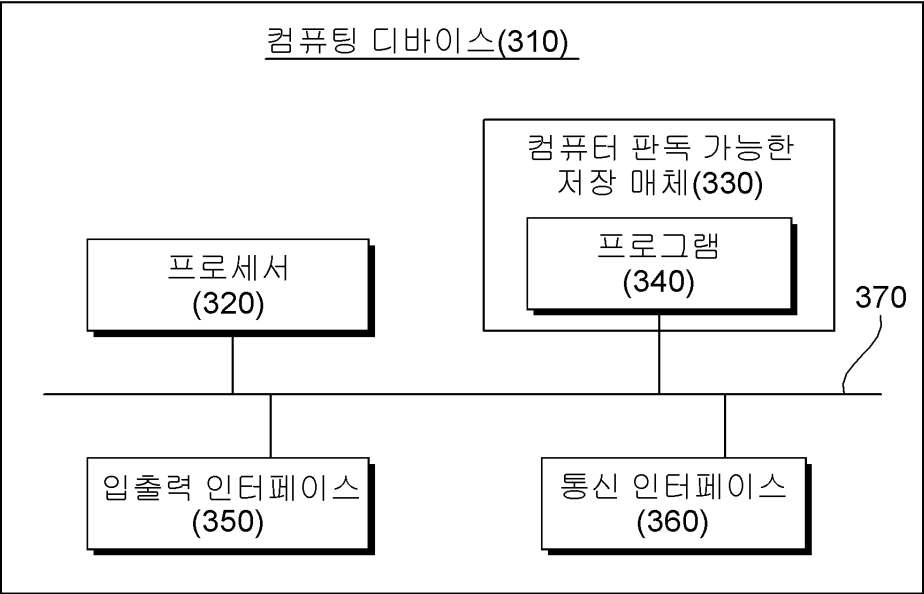 컴퓨팅 디바이스(310)
컴퓨터 판독 가능한
저장 매체(330)
프로그램
(340)
프로세서
(320)
370
입출력 인터페이스
(350)
통신 인터페이스
(360)